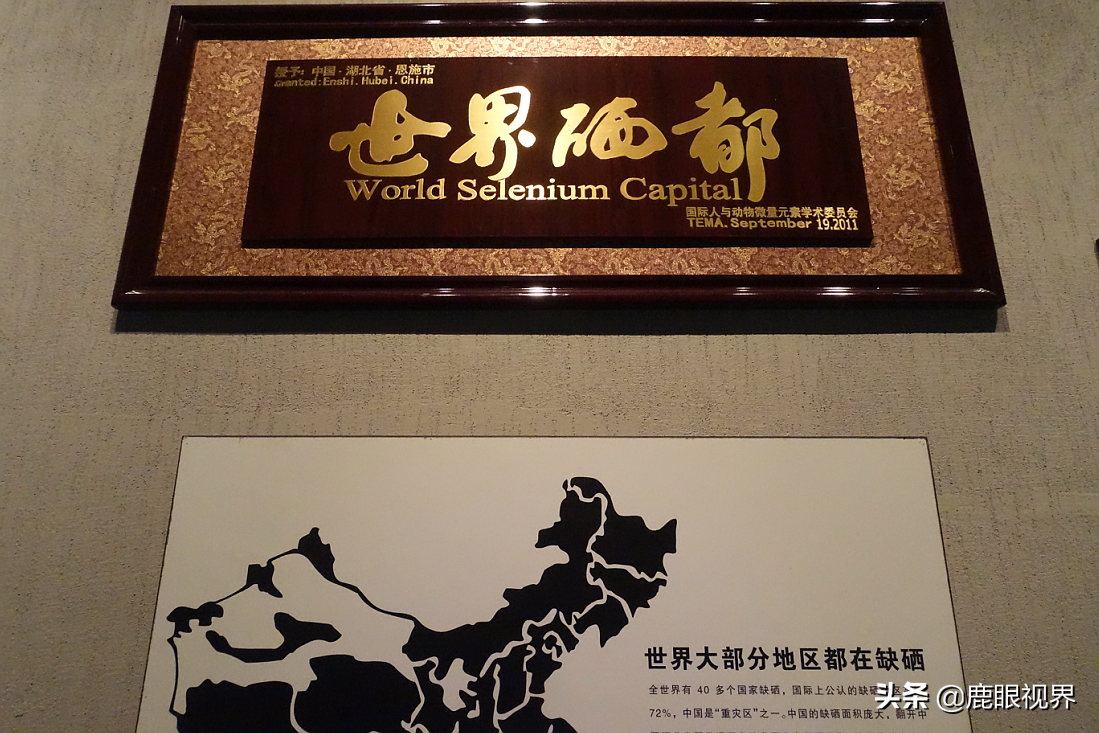 授予：中国·湖北省·恩施市
Granted:Enshi.Hubei.China
世界硒都
World Selenium Capital
国际人与动物微量元素学术委员会
TEMA.September 19.2011
世界大部分地区都在缺硒
全世界有 40 多个国家缺硒，国际上公认的缺硒
72%，中国是“重灾区”之一。中国的缺硒面积庞大，翻开中
头条 @鹿眼视界